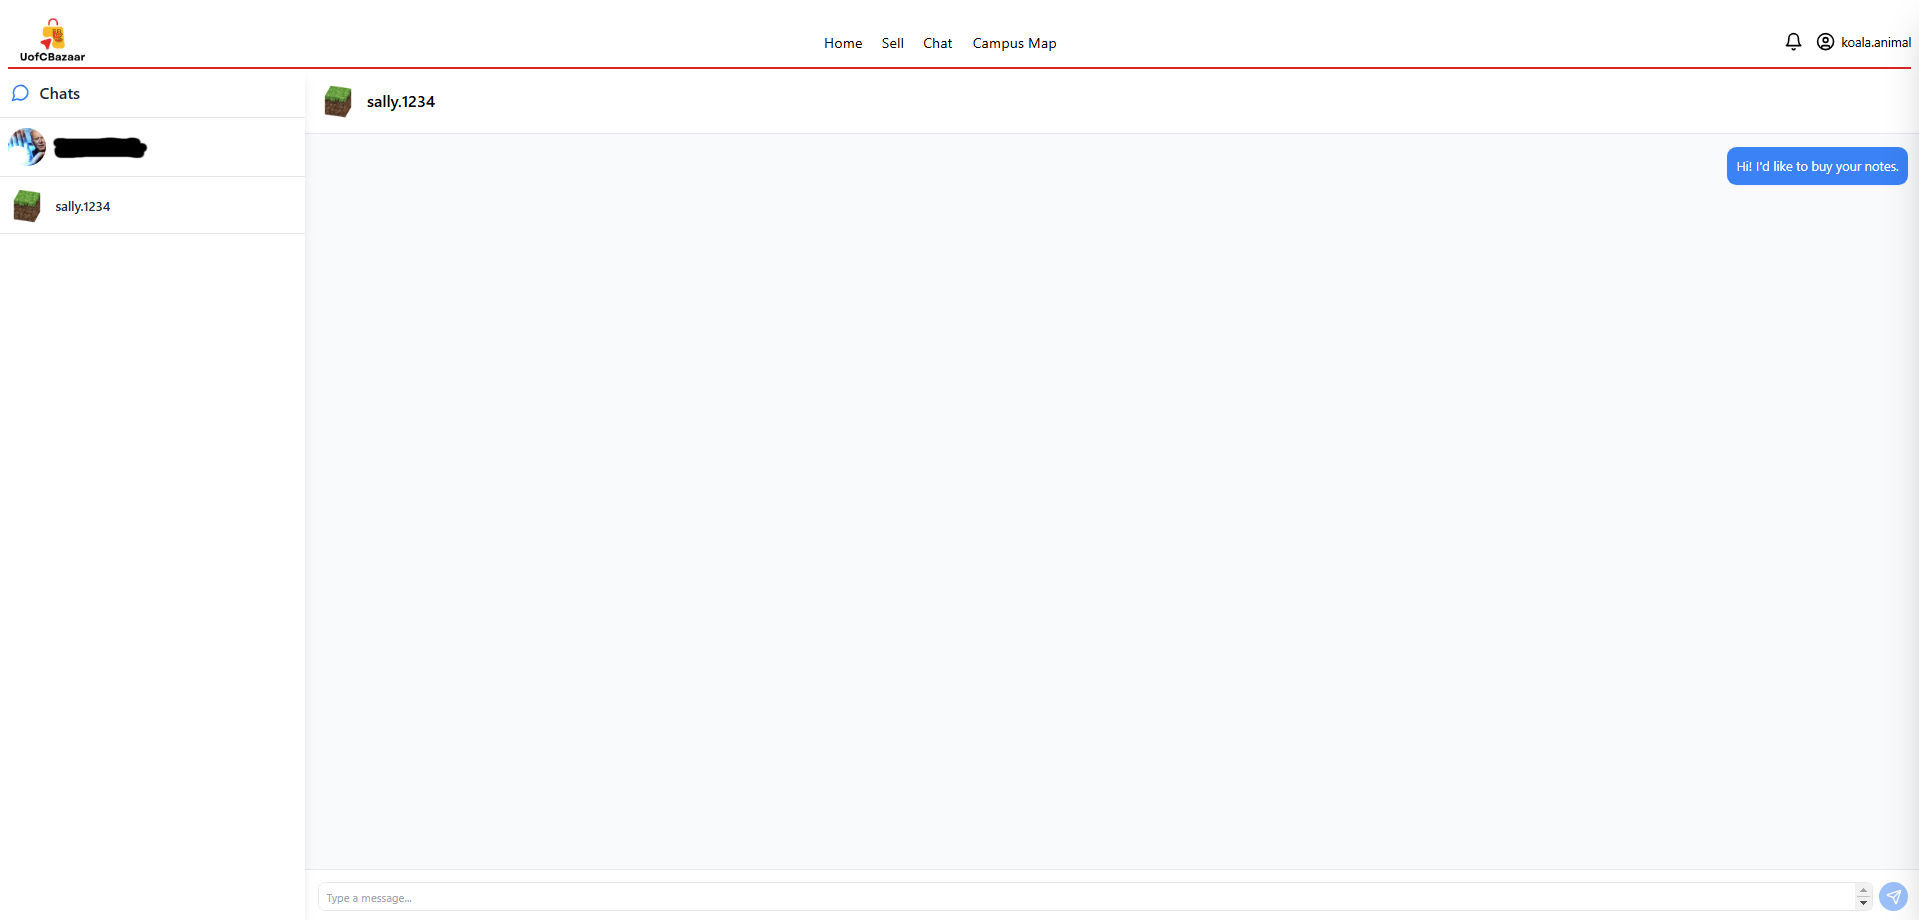 UofCBazaar
Home Sell Chat Campus Map
koala.animal
Chats
sally.1234
sally.1234
Hi! I'd like to buy your notes.
Type a message...